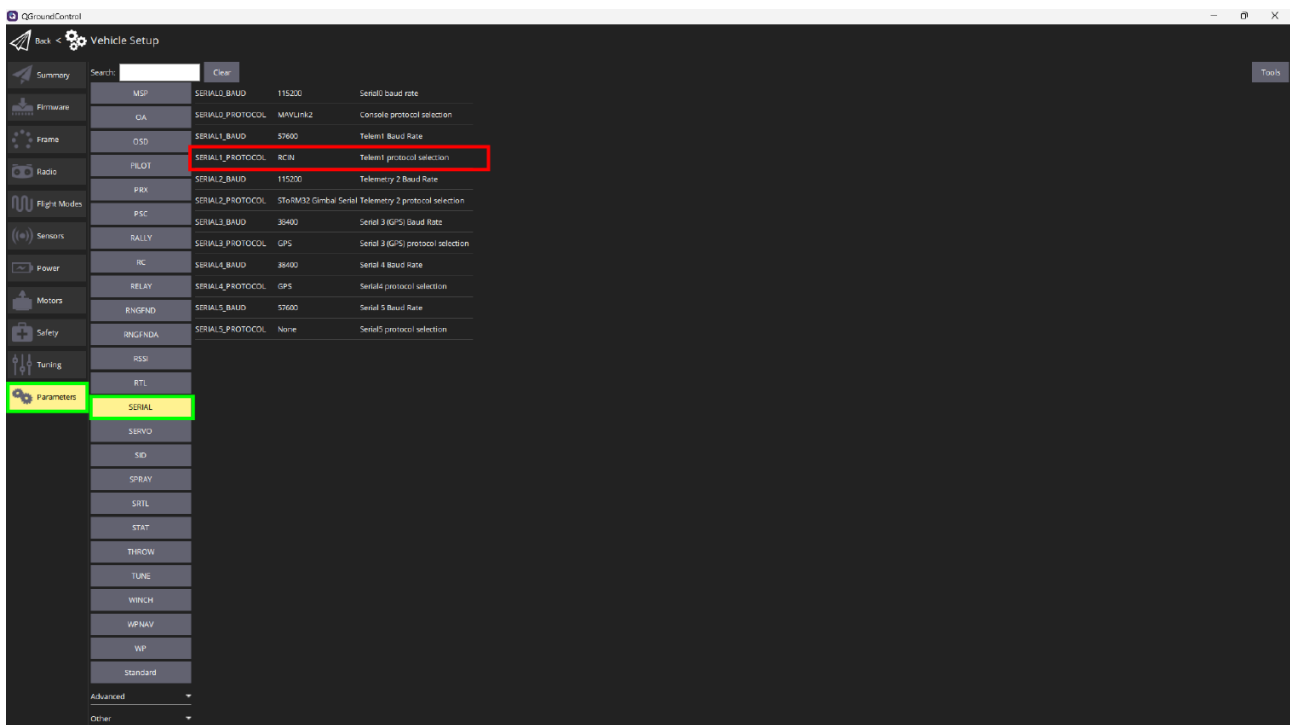 QGroundControl
Back < Vehicle Setup
Search: Clear Tools
Summary
Firmware
Frame
Radio
Flight Modes
Sensors
Power
Motors
Safety
Tuning
Parameters
MSP
OA
OSD
PILOT
PRX
PSC
RALLY
RC
RELAY
RNGFND
RNGFNDA
RSSI
RTL
SERIAL
SERVO
SID
SPRAY
SRTL
STAT
THROW
TUNE
WINCH
WPNAV
WP
Standard
Advanced
Other
SERIAL0_BAUD 115200 Serial0 baud rate
SERIAL0_PROTOCOL MAVLink2 Console protocol selection
SERIAL1_BAUD 57600 Telem1 Baud Rate
SERIAL1_PROTOCOL RCIN Telem1 protocol selection
SERIAL2_BAUD 115200 Telemetry 2 Baud Rate
SERIAL2_PROTOCOL SToRM32 Gimbal Serial Telemetry 2 protocol selection
SERIAL3_BAUD 38400 Serial 3 (GPS) Baud Rate
SERIAL3_PROTOCOL GPS Serial 3 (GPS) protocol selection
SERIAL4_BAUD 38400 Serial 4 Baud Rate
SERIAL4_PROTOCOL GPS Serial4 protocol selection
SERIAL5_BAUD 57600 Serial 5 Baud Rate
SERIAL5_PROTOCOL None Serial5 protocol selection